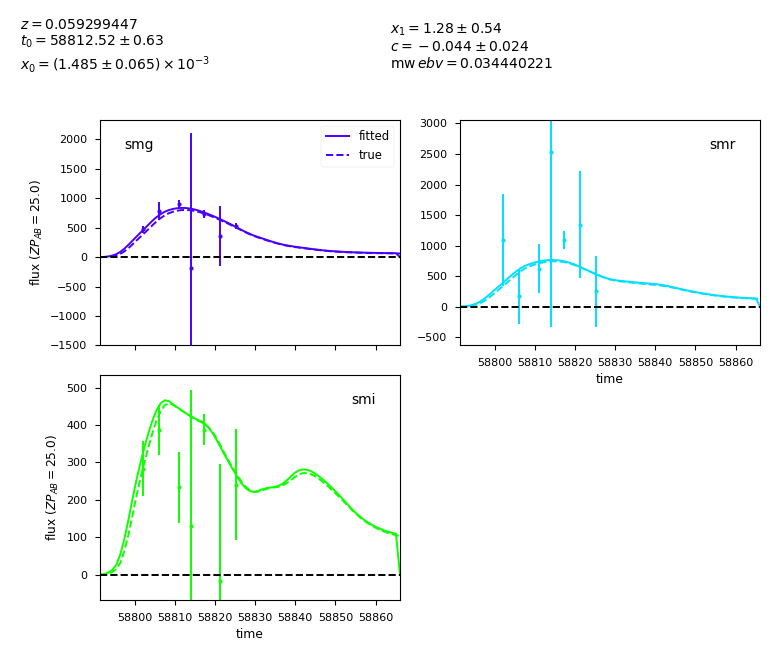 z = 0.059299447
t₀ = 58812.52 ± 0.63
x₀ = (1.485 ± 0.065) × 10⁻³
x₁ = 1.28 ± 0.54
c = −0.044 ± 0.024
mw ebv = 0.034440221
smg
fitted
true
2000
1500
1000
500
0
−500
−1000
−1500
flux (ZP_AB = 25.0)
smr
3000
2500
2000
1500
1000
500
0
−500
58800 58810 58820 58830 58840 58850 58860
time
smi
500
400
300
200
100
0
flux (ZP_AB = 25.0)
58800 58810 58820 58830 58840 58850 58860
time